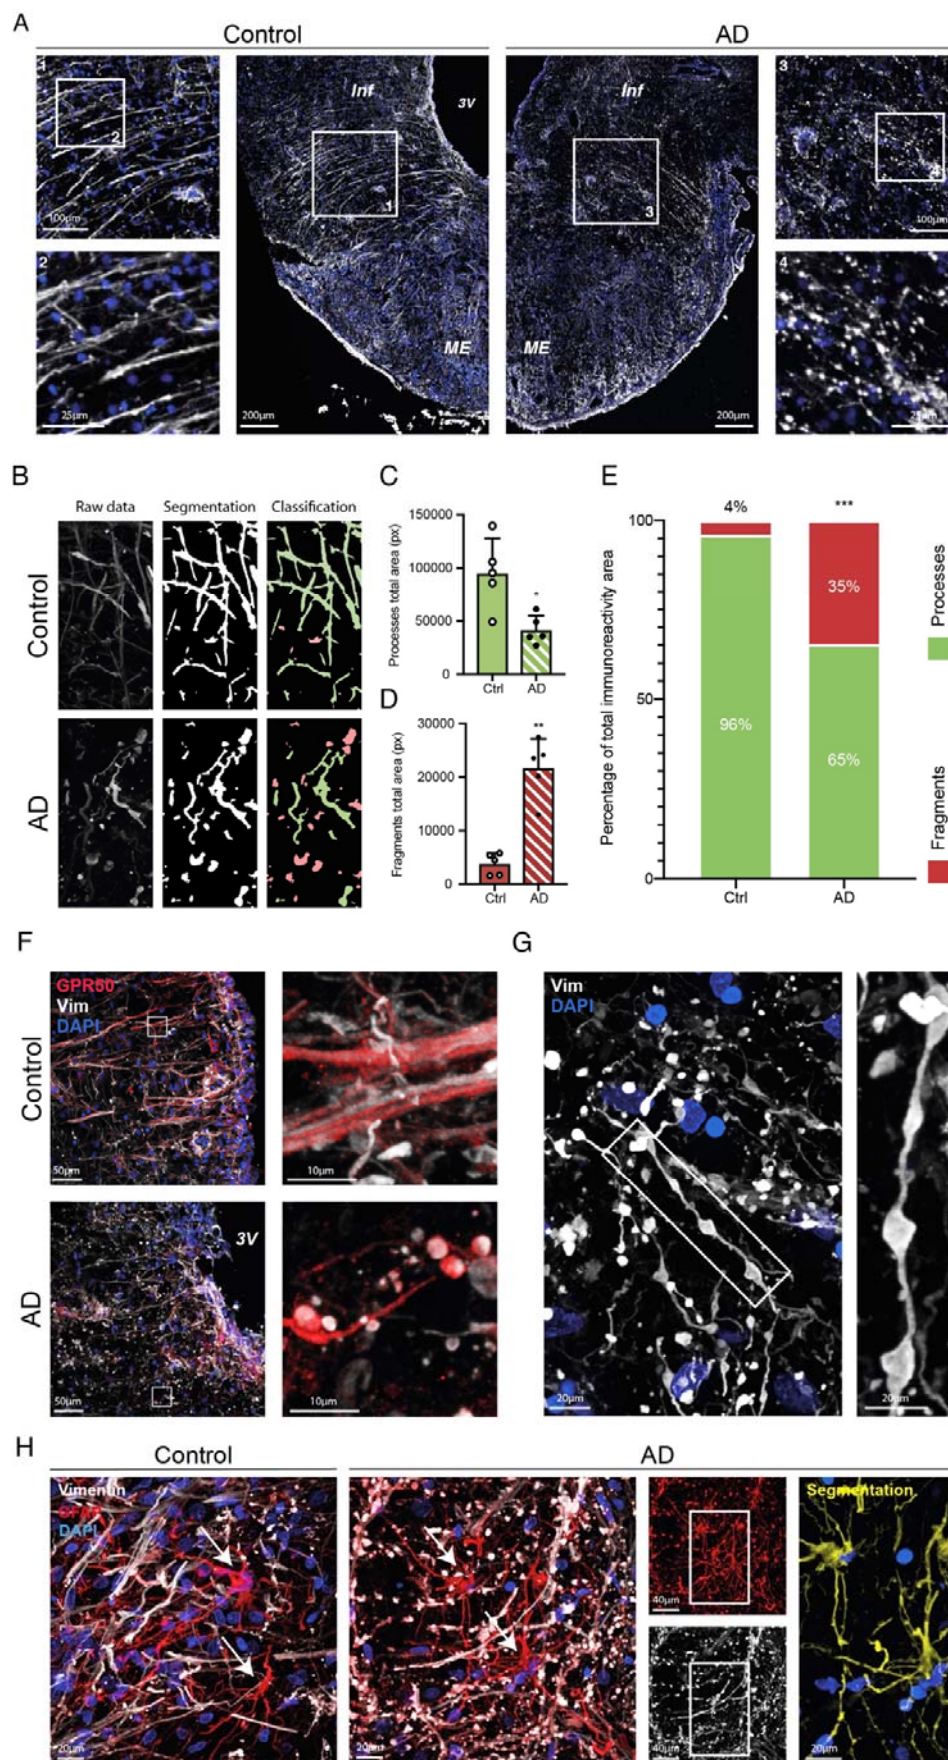 A
Control
AD
1
2
100µm
Inf
3V
1
200µm
ME
Inf
3
ME
200µm
3
4
100µm
2
25µm
4
25µm
B
Raw data
Segmentation
Classification
Control
AD
C
Processes total area (px)
150000
100000
50000
0
Ctrl
AD
*
D
Fragments total area (px)
30000
20000
10000
0
Ctrl
AD
**
E
Percentage of total immunoreactivity area
100
50
0
4%
***
35%
96%
65%
Ctrl
AD
Processes
Fragments
F
Control
GPR50
Vim
DAPI
50µm
10µm
AD
3V
50µm
10µm
G
Vim
DAPI
20µm
20µm
H
Control
AD
Vimentin
GFAP
DAPI
20µm
20µm
40µm
40µm
Segmentation
20µm